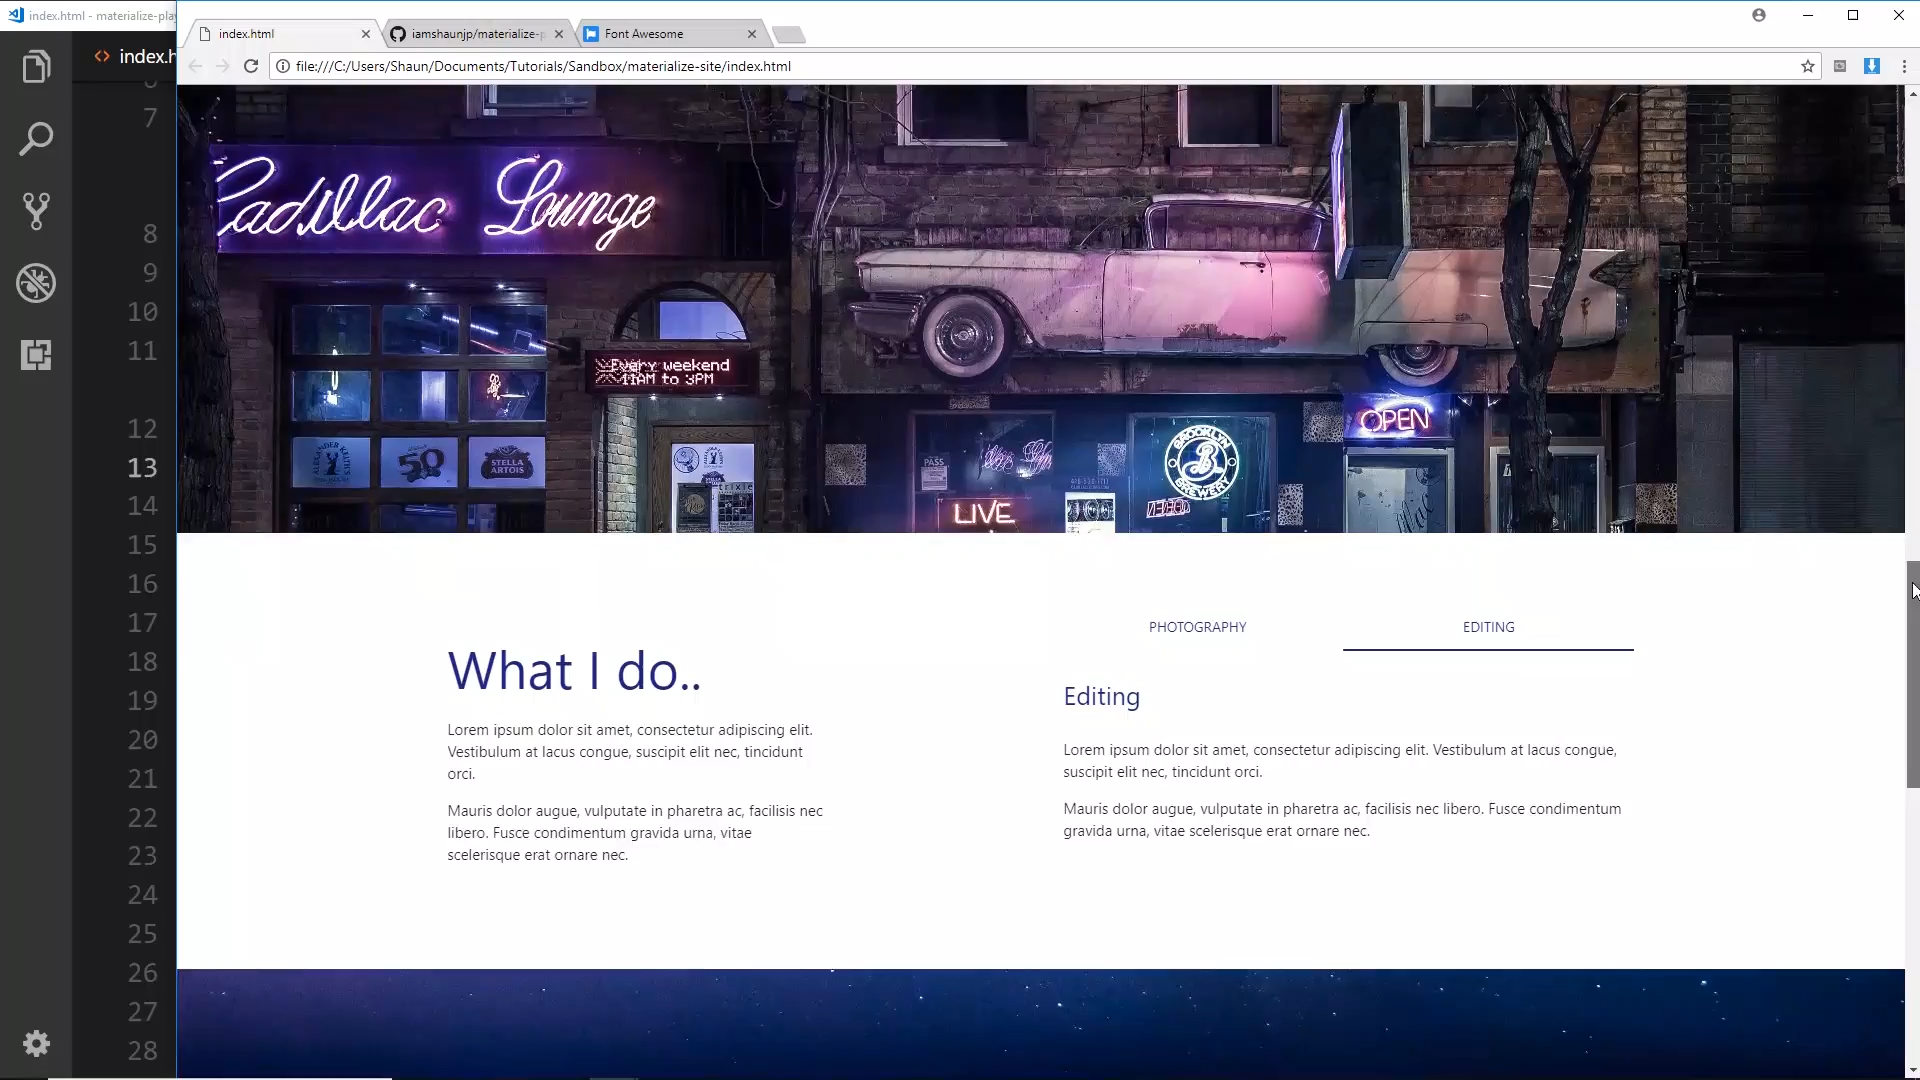 index.html - materialize-play
index.html
iamshaunjp/materialize-p
Font Awesome
index.h
file:///C:/Users/Shaun/Documents/Tutorials/Sandbox/materialize-site/index.html
7
8
9
10
11
12
13
14
15
16
17
18
19
20
21
22
23
24
25
26
27
28
Cadillac Lounge
Every weekend
11AM to 3PM
OPEN
BROOKLYN
B
BREWERY
50
STELLA
ARTOIS
PASS
LIVE
What I do..
Lorem ipsum dolor sit amet, consectetur adipiscing elit.
Vestibulum at lacus congue, suscipit elit nec, tincidunt
orci.
Mauris dolor augue, vulputate in pharetra ac, facilisis nec
libero. Fusce condimentum gravida urna, vitae
scelerisque erat ornare nec.
PHOTOGRAPHY
EDITING
Editing
Lorem ipsum dolor sit amet, consectetur adipiscing elit. Vestibulum at lacus congue,
suscipit elit nec, tincidunt orci.
Mauris dolor augue, vulputate in pharetra ac, facilisis nec libero. Fusce condimentum
gravida urna, vitae scelerisque erat ornare nec.